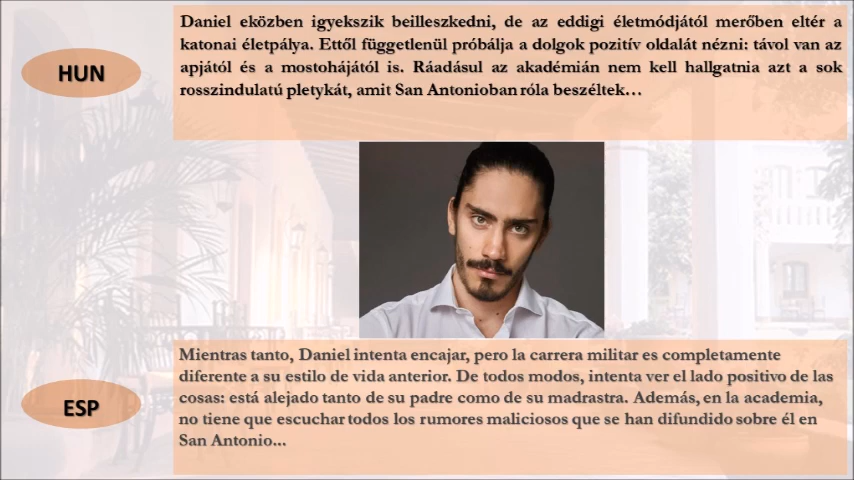 HUN
Daniel eközben igyekszik beilleszkedni, de az eddigi életmódjától merőben eltér a
katonai életpálya. Ettől függetlenül próbálja a dolgok pozitív oldalát nézni: távol van az
apjától és a mostohájától is. Ráadásul az akadémián nem kell hallgatnia azt a sok
rosszindulatú pletykát, amit San Antonioban róla beszéltek…
ESP
Mientras tanto, Daniel intenta encajar, pero la carrera militar es completamente
diferente a su estilo de vida anterior. De todos modos, intenta ver el lado positivo de las
cosas: está alejado tanto de su padre como de su madrastra. Además, en la academia,
no tiene que escuchar todos los rumores maliciosos que se han difundido sobre él en
San Antonio...